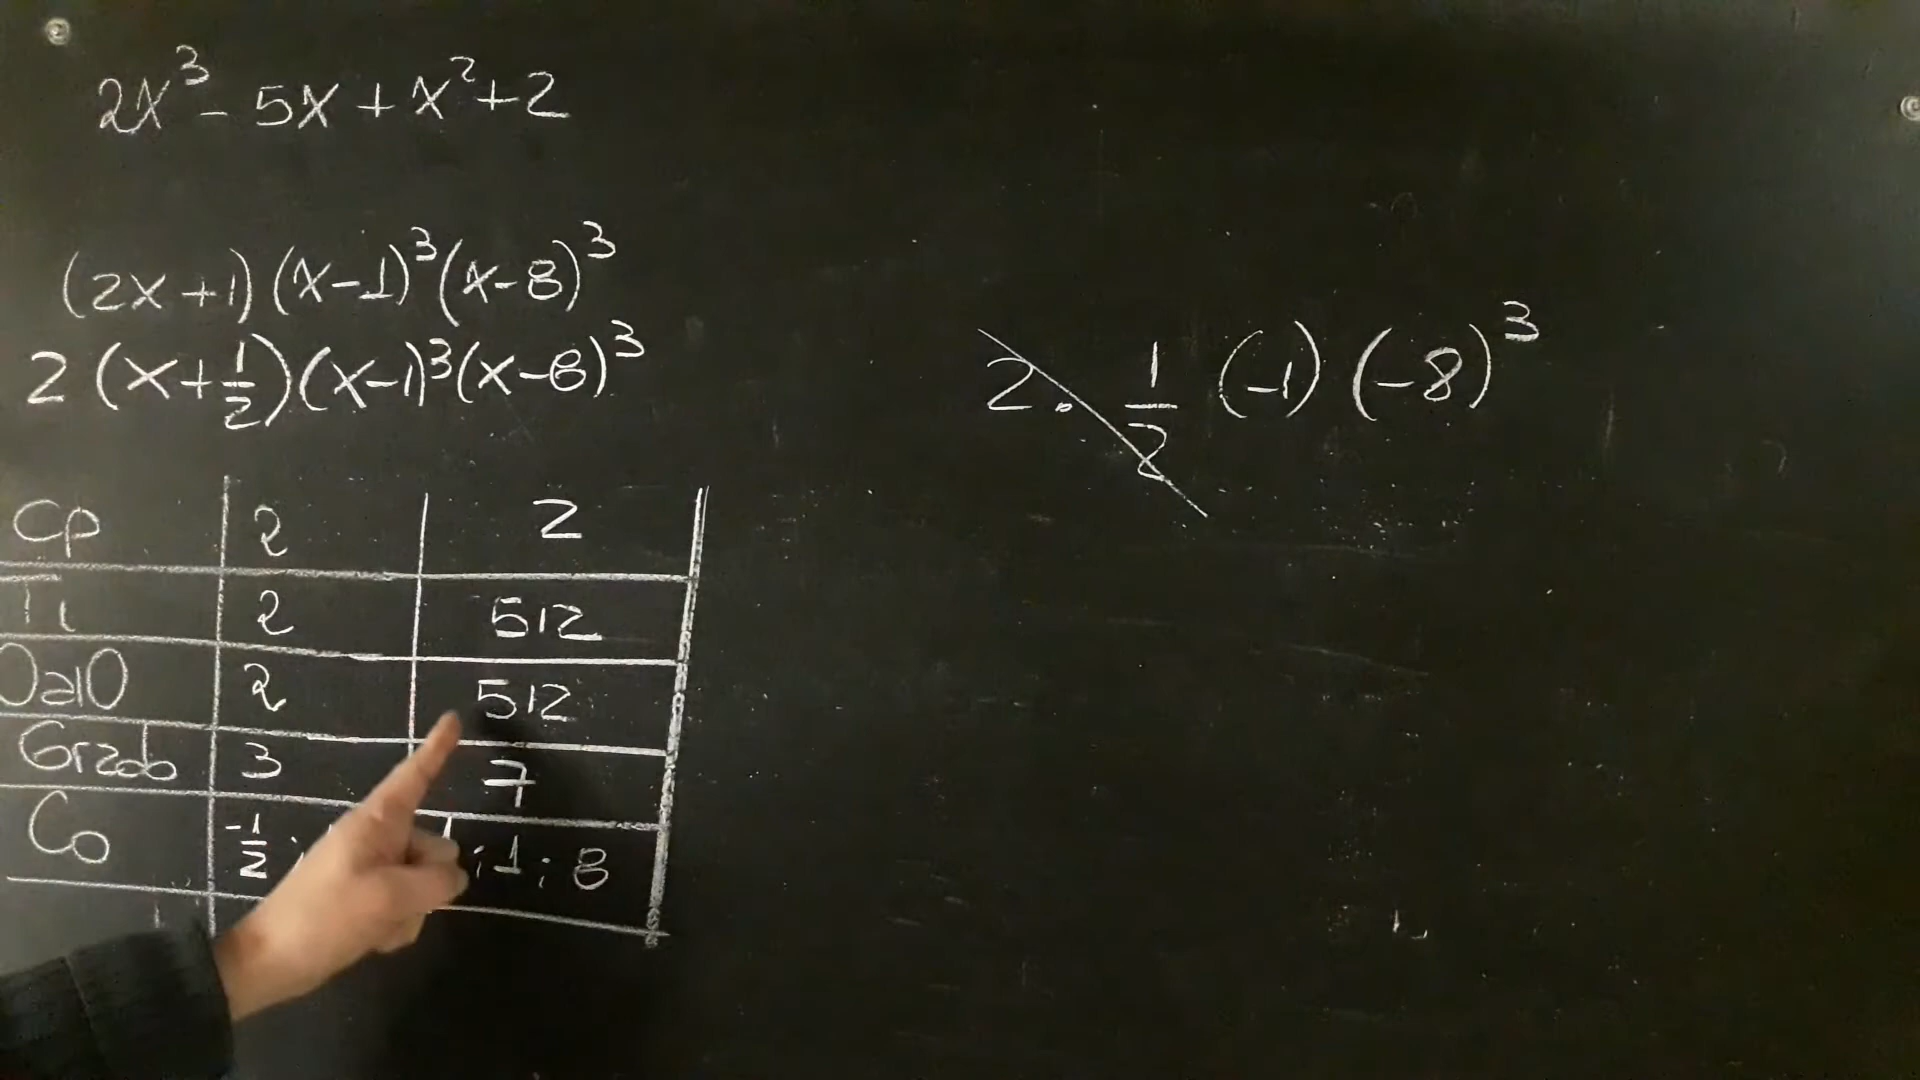 2x³ - 5x + x² + 2
(2x+1)(x-1)³(x-8)³
2(x+1/2)(x-1)³(x-8)³
2 · 1/2 (-1) (-8)³
CP 2 2
Ti 2 512
OalO 2 512
Grado 3 7
Co -1/2 ; ; 1 ; 8